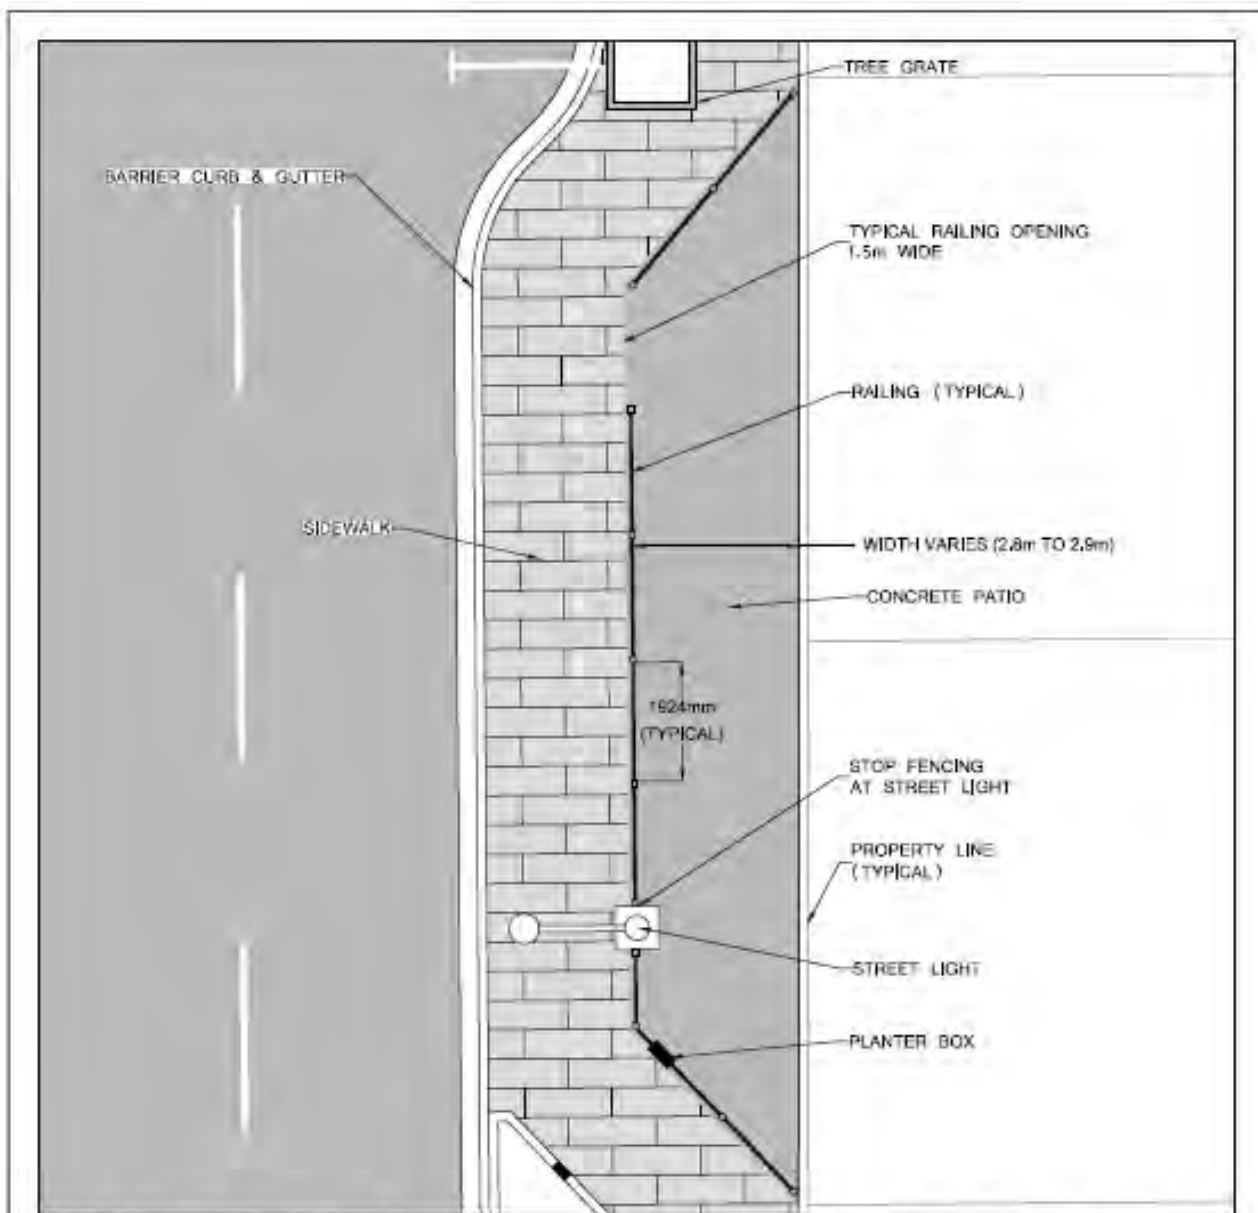 TREE GRATE
BARRIER CURB & GUTTER
TYPICAL RAILING OPENING
1.5m WIDE
RAILING (TYPICAL)
SIDEWALK
WIDTH VARIES (2.8m TO 2.9m)
CONCRETE PATIO
1924mm
(TYPICAL)
STOP FENCING
AT STREET LIGHT
PROPERTY LINE
(TYPICAL)
STREET LIGHT
PLANTER BOX